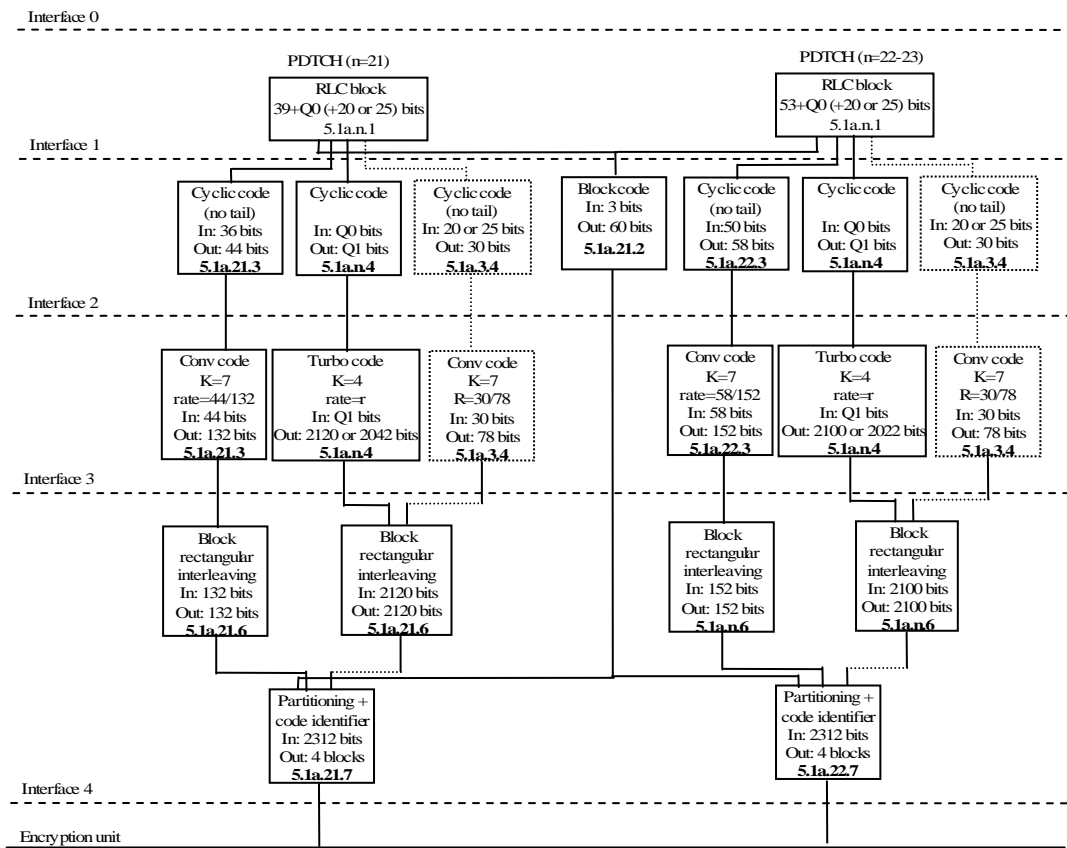 Interface 0
PDTCH (n=21)
RLC block
39+Q0 (+20 or 25) bits
5.1a.n.1
PDTCH (n=22-23)
RLC block
53+Q0 (+20 or 25) bits
5.1a.n.1
Interface 1
Cyclic code
(no tail)
In: 36 bits
Out: 44 bits
5.1a.21.3
Cyclic code
In: Q0 bits
Out: Q1 bits
5.1a.n.4
Cyclic code
(no tail)
In: 20 or 25 bits
Out: 30 bits
5.1a.3.4
Block code
In: 3 bits
Out: 60 bits
5.1a.21.2
Cyclic code
(no tail)
In:50 bits
Out: 58 bits
5.1a.22.3
Cyclic code
In: Q0 bits
Out: Q1 bits
5.1a.n.4
Cyclic code
(no tail)
In: 20 or 25 bits
Out: 30 bits
5.1a.3.4
Interface 2
Conv code
K=7
rate=44/132
In: 44 bits
Out: 132 bits
5.1a.21.3
Turbo code
K=4
rate=r
In: Q1 bits
Out: 2120 or 2042 bits
5.1a.n.4
Conv code
K=7
R=30/78
In: 30 bits
Out: 78 bits
5.1a.3.4
Conv code
K=7
rate=58/152
In: 58 bits
Out: 152 bits
5.1a.22.3
Turbo code
K=4
rate=r
In: Q1 bits
Out: 2100 or 2022 bits
5.1a.n.4
Conv code
K=7
R=30/78
In: 30 bits
Out: 78 bits
5.1a.3.4
Interface 3
Block
rectangular
interleaving
In: 132 bits
Out: 132 bits
5.1a.21.6
Block
rectangular
interleaving
In: 2120 bits
Out: 2120 bits
5.1a.21.6
Block
rectangular
interleaving
In: 152 bits
Out: 152 bits
5.1a.n.6
Block
rectangular
interleaving
In: 2100 bits
Out: 2100 bits
5.1a.n.6
Partitioning +
code identifier
In: 2312 bits
Out: 4 blocks
5.1a.21.7
Partitioning +
code identifier
In: 2312 bits
Out: 4 blocks
5.1a.22.7
Interface 4
Encryption unit